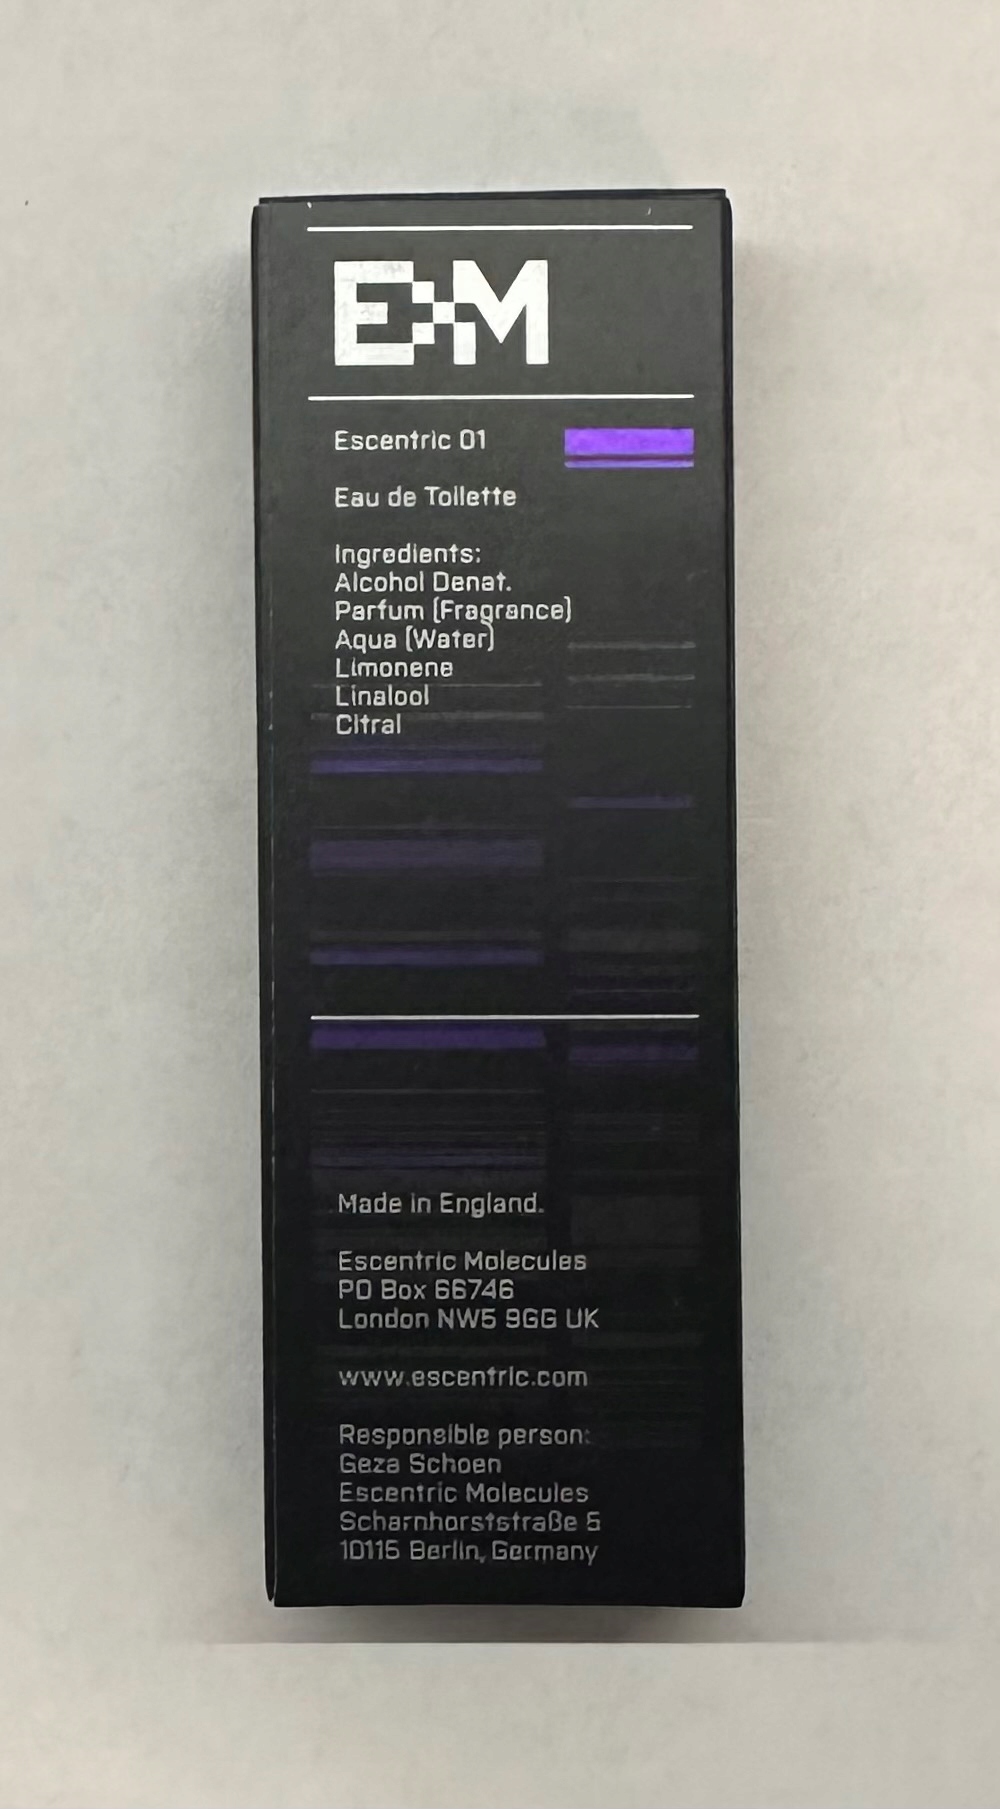 E×M
Escentric 01
Eau de Toilette
Ingredients:
Alcohol Denat.
Parfum (Fragrance)
Aqua (Water)
Limonene
Linalool
Citral
Made in England.
Escentric Molecules
PO Box 66746
London NW5 9GG UK
www.escentric.com
Responsible person:
Geza Schoen
Escentric Molecules
Scharnhorststraße 5
10115 Berlin, Germany